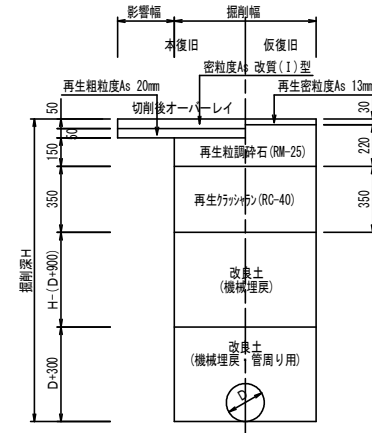 影響幅
掘削幅
本復旧
仮復旧
密粒度As 改質(Ⅰ)型
再生粗粒度As 20mm
再生密粒度As 13mm
切削後オーバーレイ
50
50
150
350
H-(D+900)
D+300
掘削深H
30
220
350
再生粒調砕石(RM-25)
再生クラッシャラン(RC-40)
改良土
(機械埋戻)
改良土
(機械埋戻・管周り用)
D